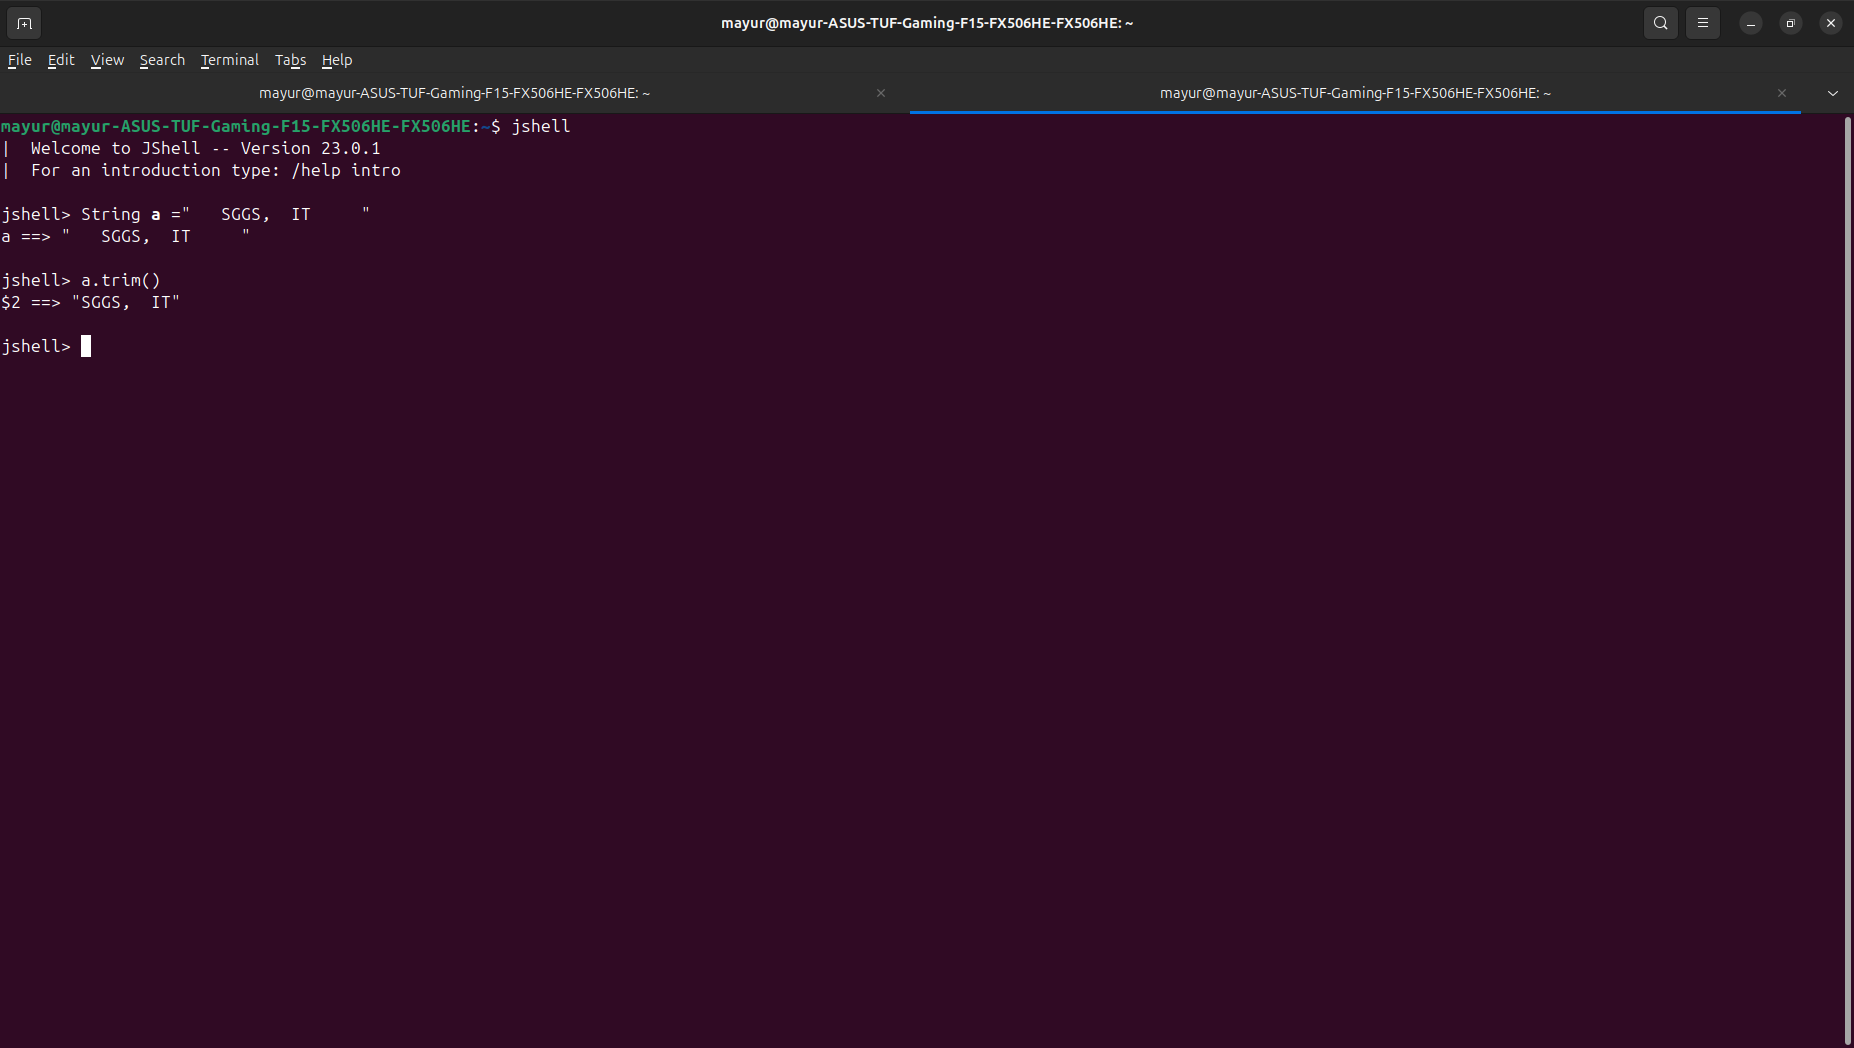 mayur@mayur-ASUS-TUF-Gaming-F15-FX506HE-FX506HE: ~
File Edit View Search Terminal Tabs Help
mayur@mayur-ASUS-TUF-Gaming-F15-FX506HE-FX506HE: ~ mayur@mayur-ASUS-TUF-Gaming-F15-FX506HE-FX506HE: ~
mayur@mayur-ASUS-TUF-Gaming-F15-FX506HE-FX506HE:~$ jshell
|  Welcome to JShell -- Version 23.0.1
|  For an introduction type: /help intro
jshell> String a ="   SGGS,  IT     "
a ==> "   SGGS,  IT     "
jshell> a.trim()
$2 ==> "SGGS,  IT"
jshell>